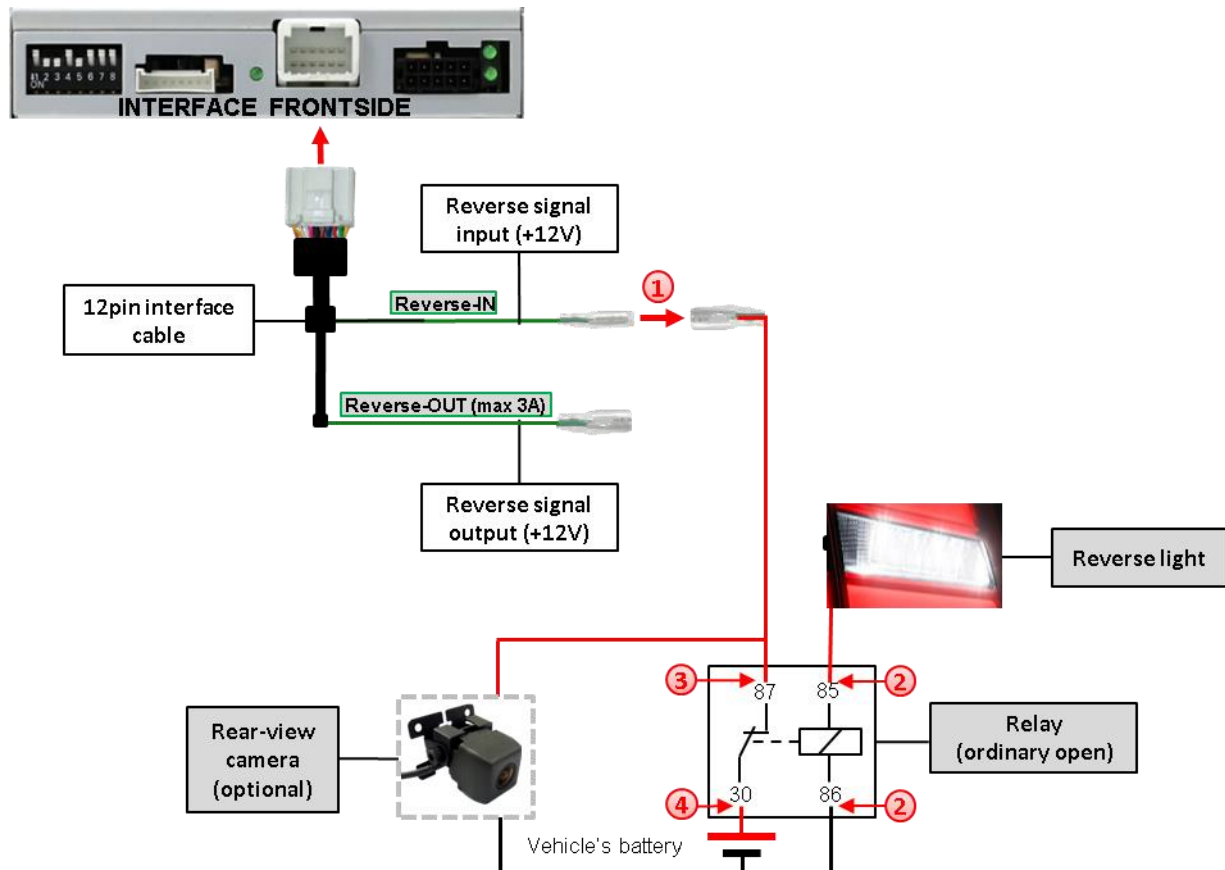 1 2 3 4 5 6 7 8
ON
INTERFACE FRONTSIDE
Reverse signal
input (+12V)
12pin interface
cable
Reverse-IN
1
Reverse-OUT (max 3A)
Reverse signal
output (+12V)
Reverse light
3
87
85
2
Rear-view
camera
(optional)
Relay
(ordinary open)
4
30
86
2
Vehicle's battery